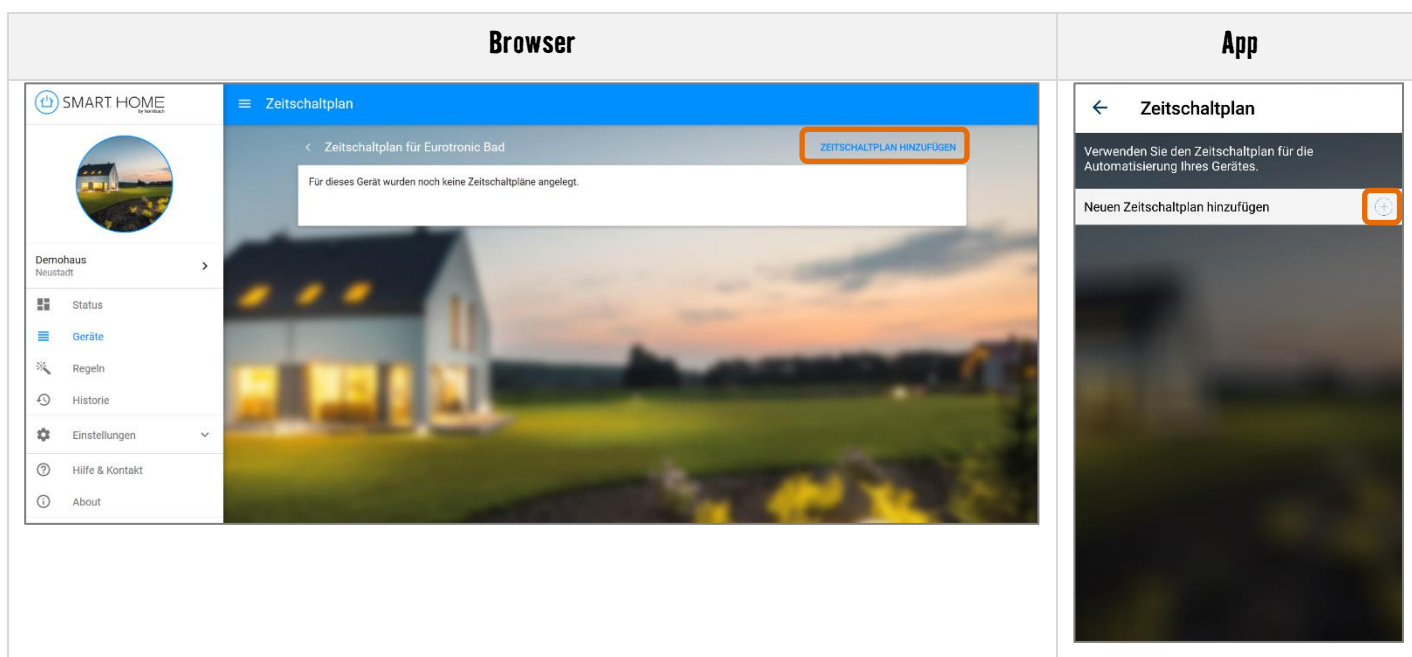 Browser
App
SMART HOME
by hornbach
Zeitschaltplan
Zeitschaltplan für Eurotronic Bad
ZEITSCHALTPLAN HINZUFÜGEN
Für dieses Gerät wurden noch keine Zeitschaltpläne angelegt.
Demohaus
Neustadt
Status
Geräte
Regeln
Historie
Einstellungen
Hilfe & Kontakt
About
Zeitschaltplan
Verwenden Sie den Zeitschaltplan für die
Automatisierung Ihres Gerätes.
Neuen Zeitschaltplan hinzufügen